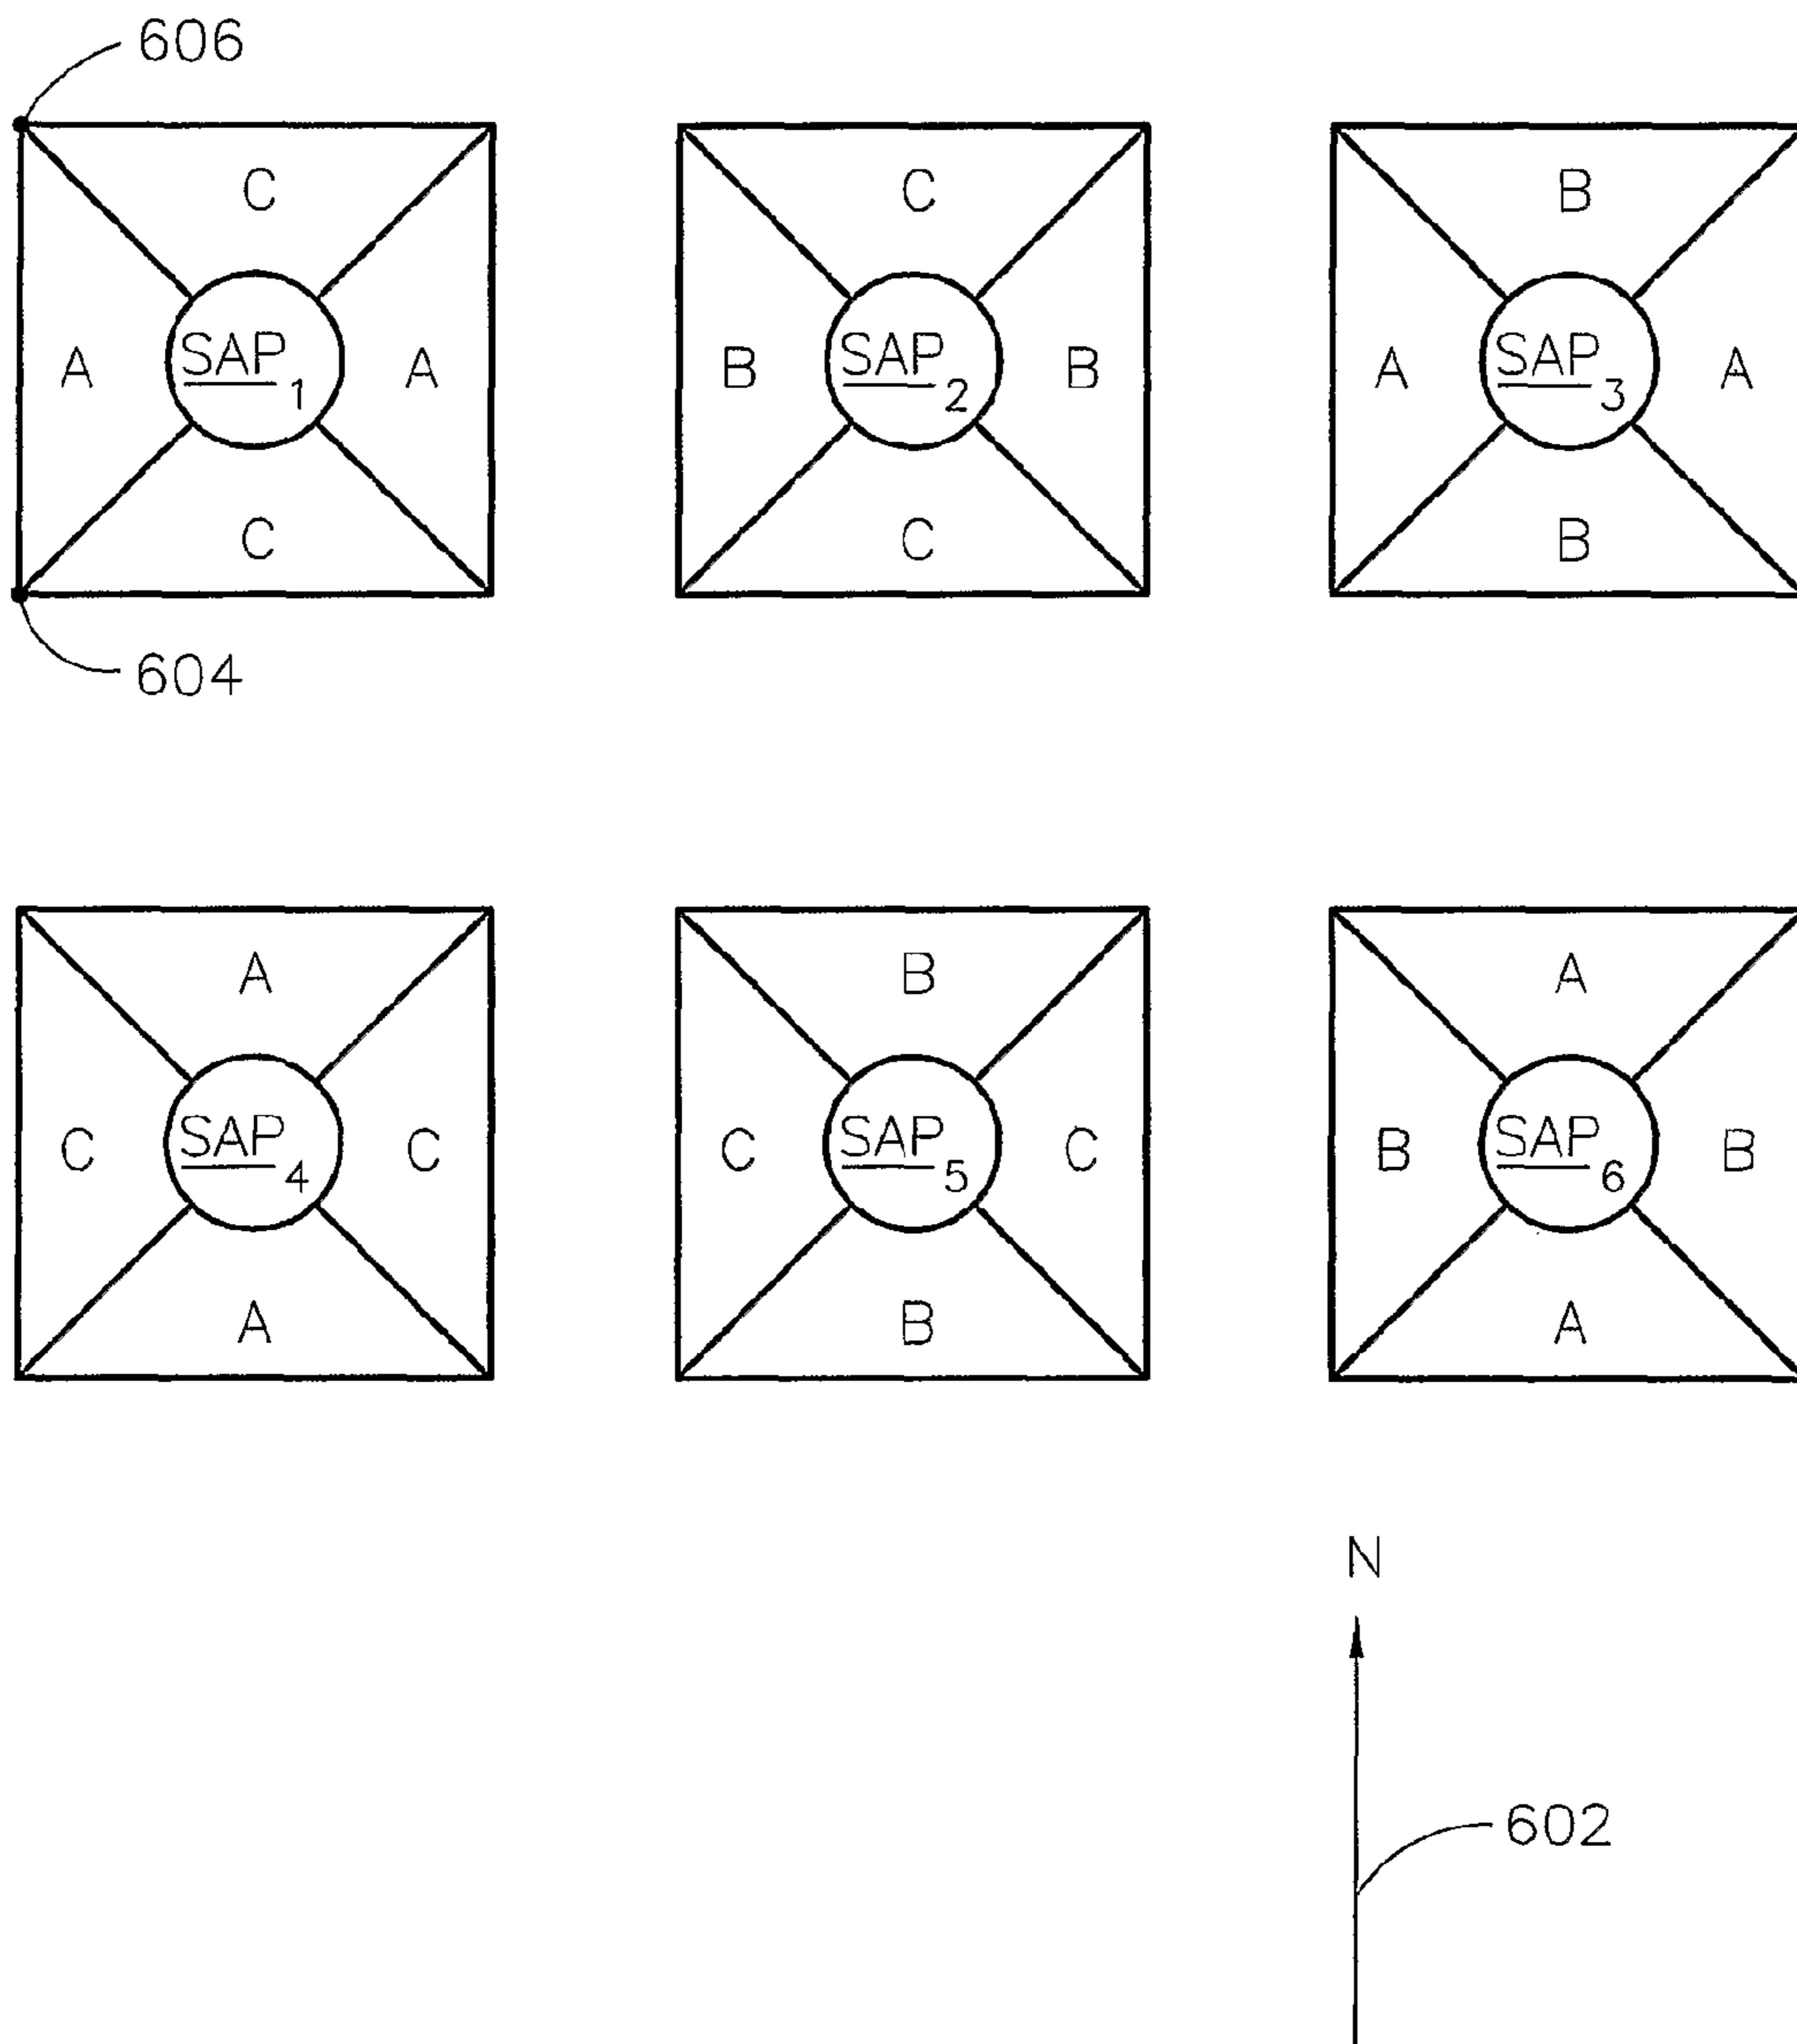 606
C C B
A SAP1 A B SAP2 B A SAP3 A
C C B
604
A B A
C SAP4 C C SAP5 C B SAP6 B
A B A
N
602